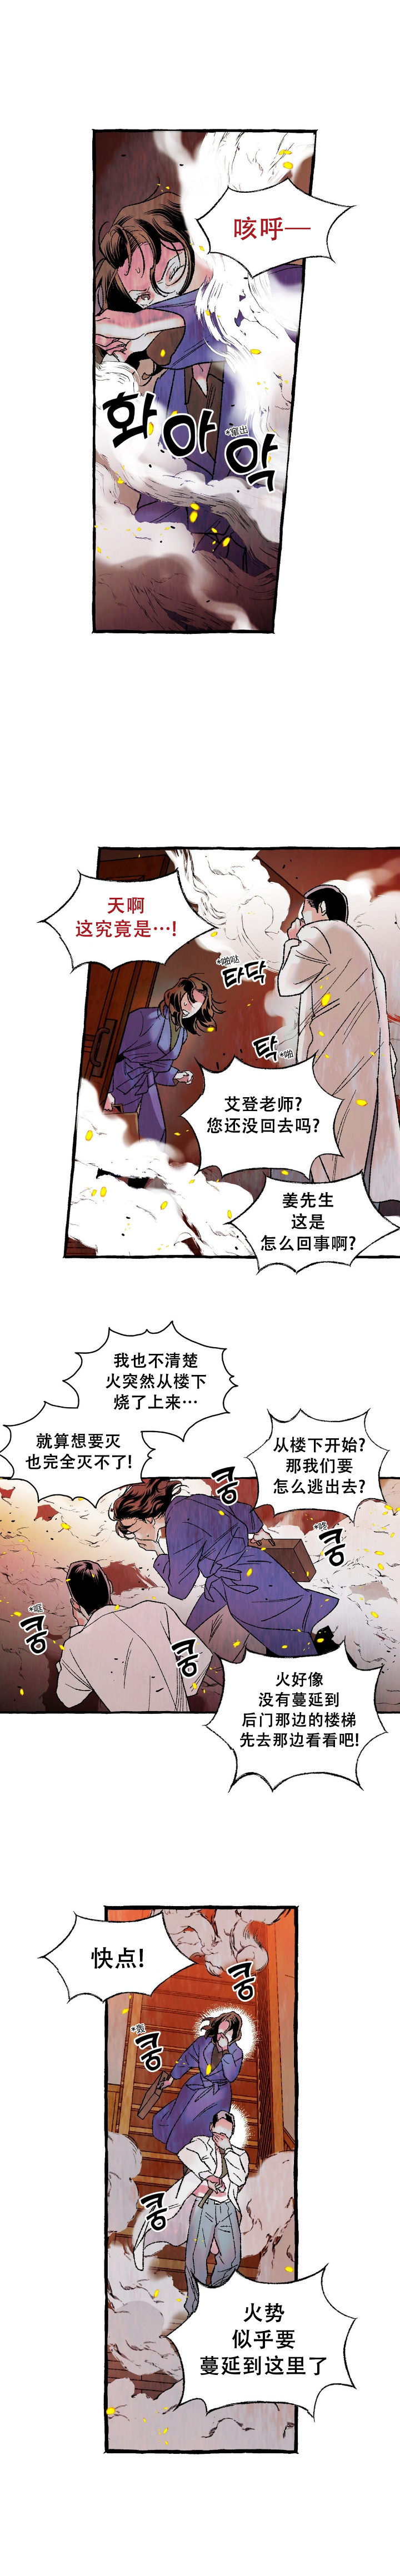 咳呼—
화아악
*拿出
天啊
这究竟是…!
*啪哒
타닥
탁
*啪
艾登老师?
您还没回去吗?
姜先生
这是
怎么回事啊?
我也不清楚
火突然从楼下
烧了上来…
就算想要灭
也完全灭不了!
从楼下开始?
那我们要
怎么逃出去?
쿵
쿵
*哐
쿵
쿵
火好像
没有蔓延到
后门那边的楼梯
先去那边看看吧!
快点!
쿵
*轰
쿵
쿵
火势
似乎要
蔓延到这里了